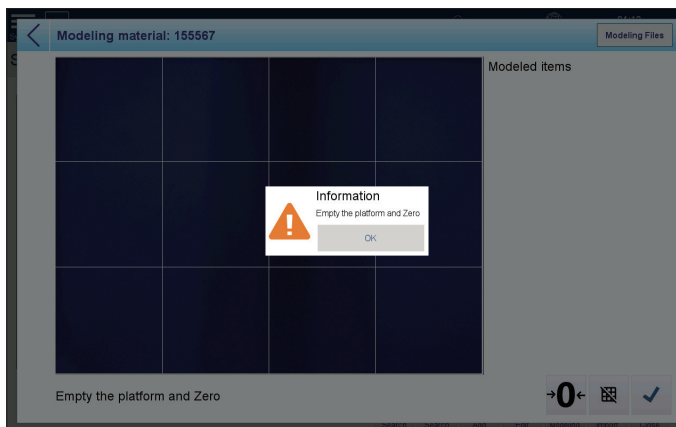 Modeling material: 155567
Modeling Files
Modeled items
Information
Empty the platform and Zero
OK
Empty the platform and Zero
→0←